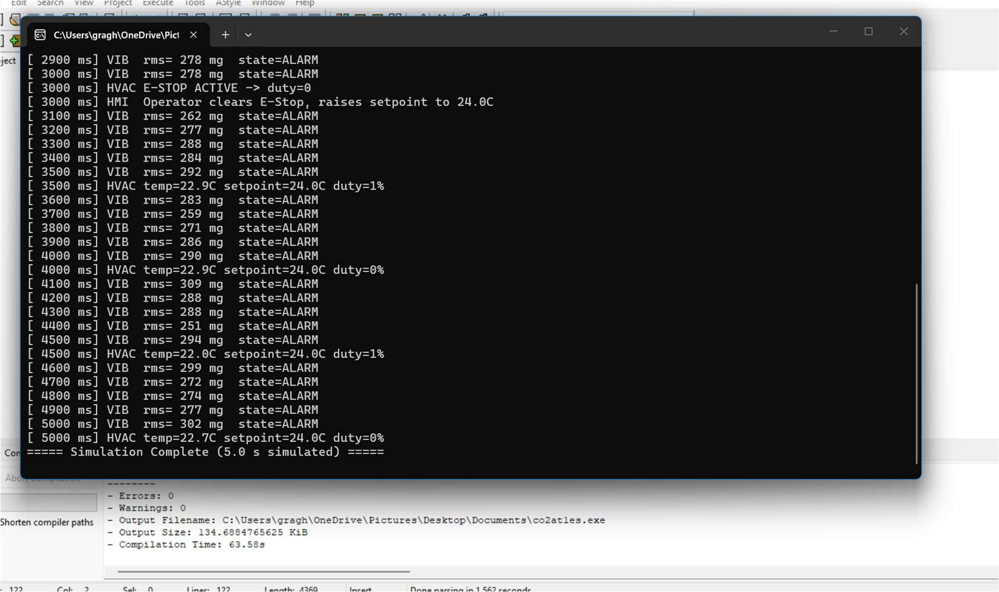 Edit Search View Project Execute Tools AStyle Window Help
C:\Users\gragh\OneDrive\Pict
ject
[ 2900 ms] VIB  rms= 278 mg  state=ALARM
[ 3000 ms] VIB  rms= 278 mg  state=ALARM
[ 3000 ms] HVAC E-STOP ACTIVE -> duty=0
[ 3000 ms] HMI  Operator clears E-Stop, raises setpoint to 24.0C
[ 3100 ms] VIB  rms= 262 mg  state=ALARM
[ 3200 ms] VIB  rms= 277 mg  state=ALARM
[ 3300 ms] VIB  rms= 288 mg  state=ALARM
[ 3400 ms] VIB  rms= 284 mg  state=ALARM
[ 3500 ms] VIB  rms= 292 mg  state=ALARM
[ 3500 ms] HVAC temp=22.9C setpoint=24.0C duty=1%
[ 3600 ms] VIB  rms= 283 mg  state=ALARM
[ 3700 ms] VIB  rms= 259 mg  state=ALARM
[ 3800 ms] VIB  rms= 271 mg  state=ALARM
[ 3900 ms] VIB  rms= 286 mg  state=ALARM
[ 4000 ms] VIB  rms= 290 mg  state=ALARM
[ 4000 ms] HVAC temp=22.9C setpoint=24.0C duty=0%
[ 4100 ms] VIB  rms= 309 mg  state=ALARM
[ 4200 ms] VIB  rms= 288 mg  state=ALARM
[ 4300 ms] VIB  rms= 288 mg  state=ALARM
[ 4400 ms] VIB  rms= 251 mg  state=ALARM
[ 4500 ms] VIB  rms= 294 mg  state=ALARM
[ 4500 ms] HVAC temp=22.0C setpoint=24.0C duty=1%
[ 4600 ms] VIB  rms= 299 mg  state=ALARM
[ 4700 ms] VIB  rms= 272 mg  state=ALARM
[ 4800 ms] VIB  rms= 274 mg  state=ALARM
[ 4900 ms] VIB  rms= 277 mg  state=ALARM
[ 5000 ms] VIB  rms= 302 mg  state=ALARM
[ 5000 ms] HVAC temp=22.7C setpoint=24.0C duty=0%
===== Simulation Complete (5.0 s simulated) =====
Con
Abort Compilation
--------
- Errors: 0
- Warnings: 0
- Output Filename: C:\Users\gragh\OneDrive\Pictures\Desktop\Documents\co2atles.exe
- Output Size: 134.6884765625 KiB
- Compilation Time: 63.58s
Shorten compiler paths
: 122 Col: 2 Sel: 0 Lines: 122 Length: 4369 Insert Done parsing in 1.562 seconds